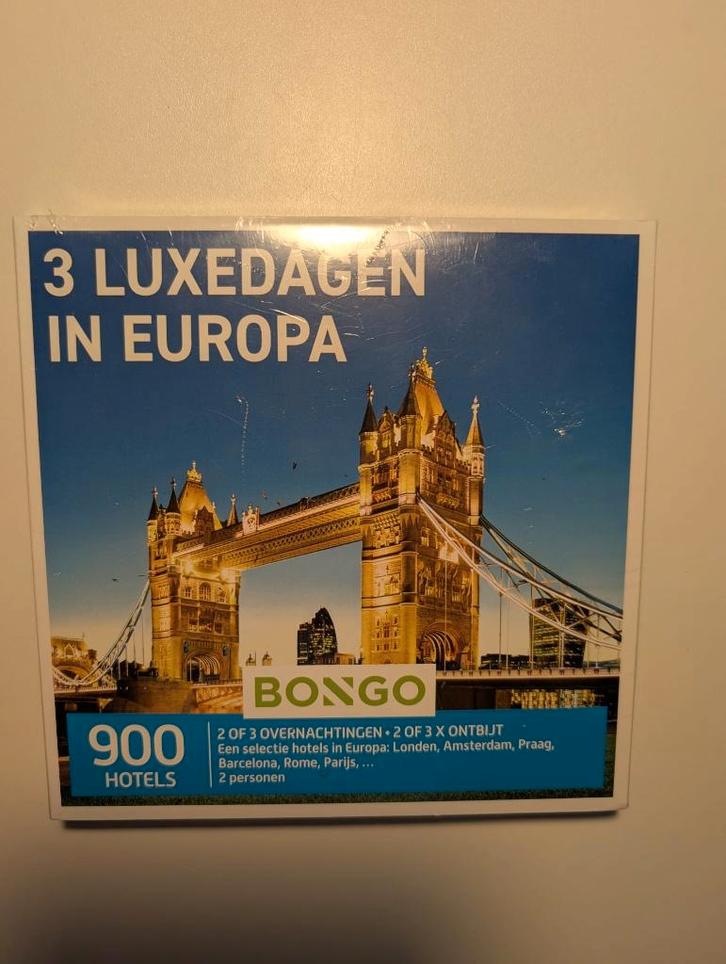 3 LUXEDAGEN
IN EUROPA
BONGO
900
HOTELS
2 OF 3 OVERNACHTINGEN • 2 OF 3 X ONTBIJT
Een selectie hotels in Europa: Londen, Amsterdam, Praag,
Barcelona, Rome, Parijs, ...
2 personen